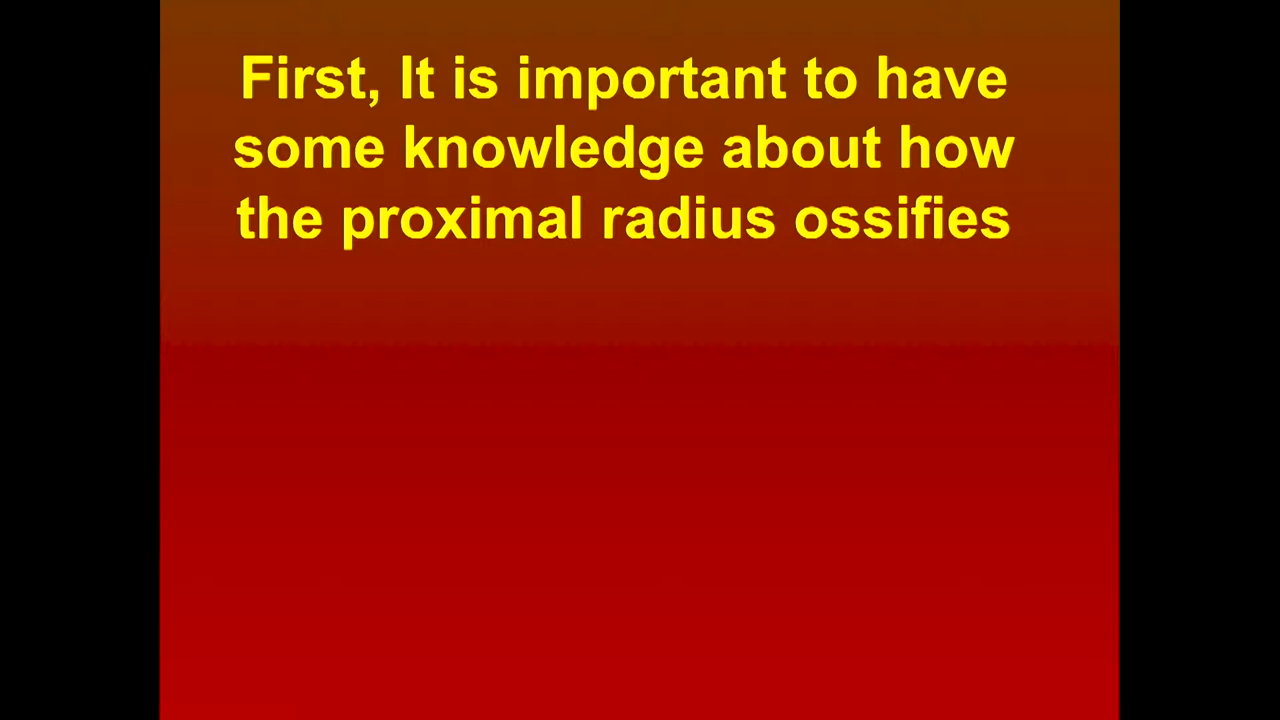 First, It is important to have
some knowledge about how
the proximal radius ossifies